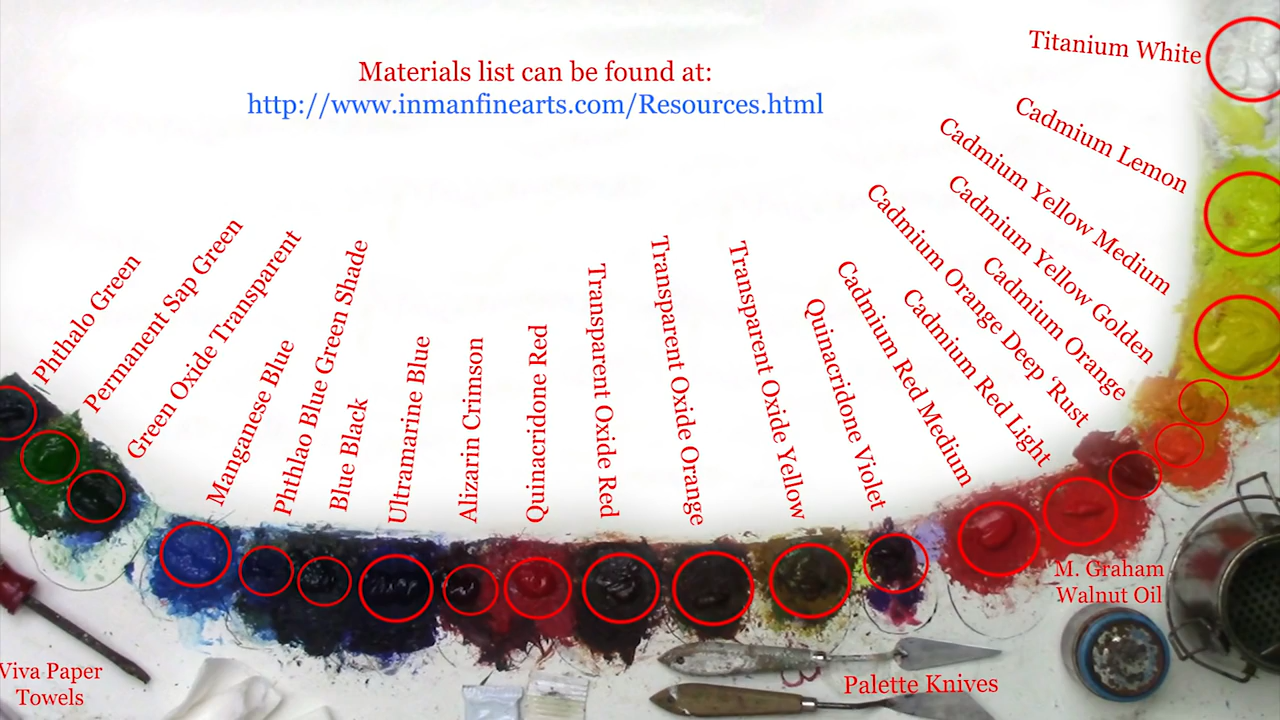 Materials list can be found at:
http://www.inmanfinearts.com/Resources.html
Phthalo Green
Permanent Sap Green
Green Oxide Transparent
Manganese Blue
Phthlao Blue Green Shade
Blue Black
Ultramarine Blue
Alizarin Crimson
Quinacridone Red
Transparent Oxide Red
Transparent Oxide Orange
Transparent Oxide Yellow
Quinacridone Violet
Cadmium Red Medium
Cadmium Red Light
Cadmium Orange Deep ‘Rust
Cadmium Orange
Cadmium Yellow Golden
Cadmium Yellow Medium
Cadmium Lemon
Titanium White
M. Graham
Walnut Oil
Palette Knives
Viva Paper
Towels